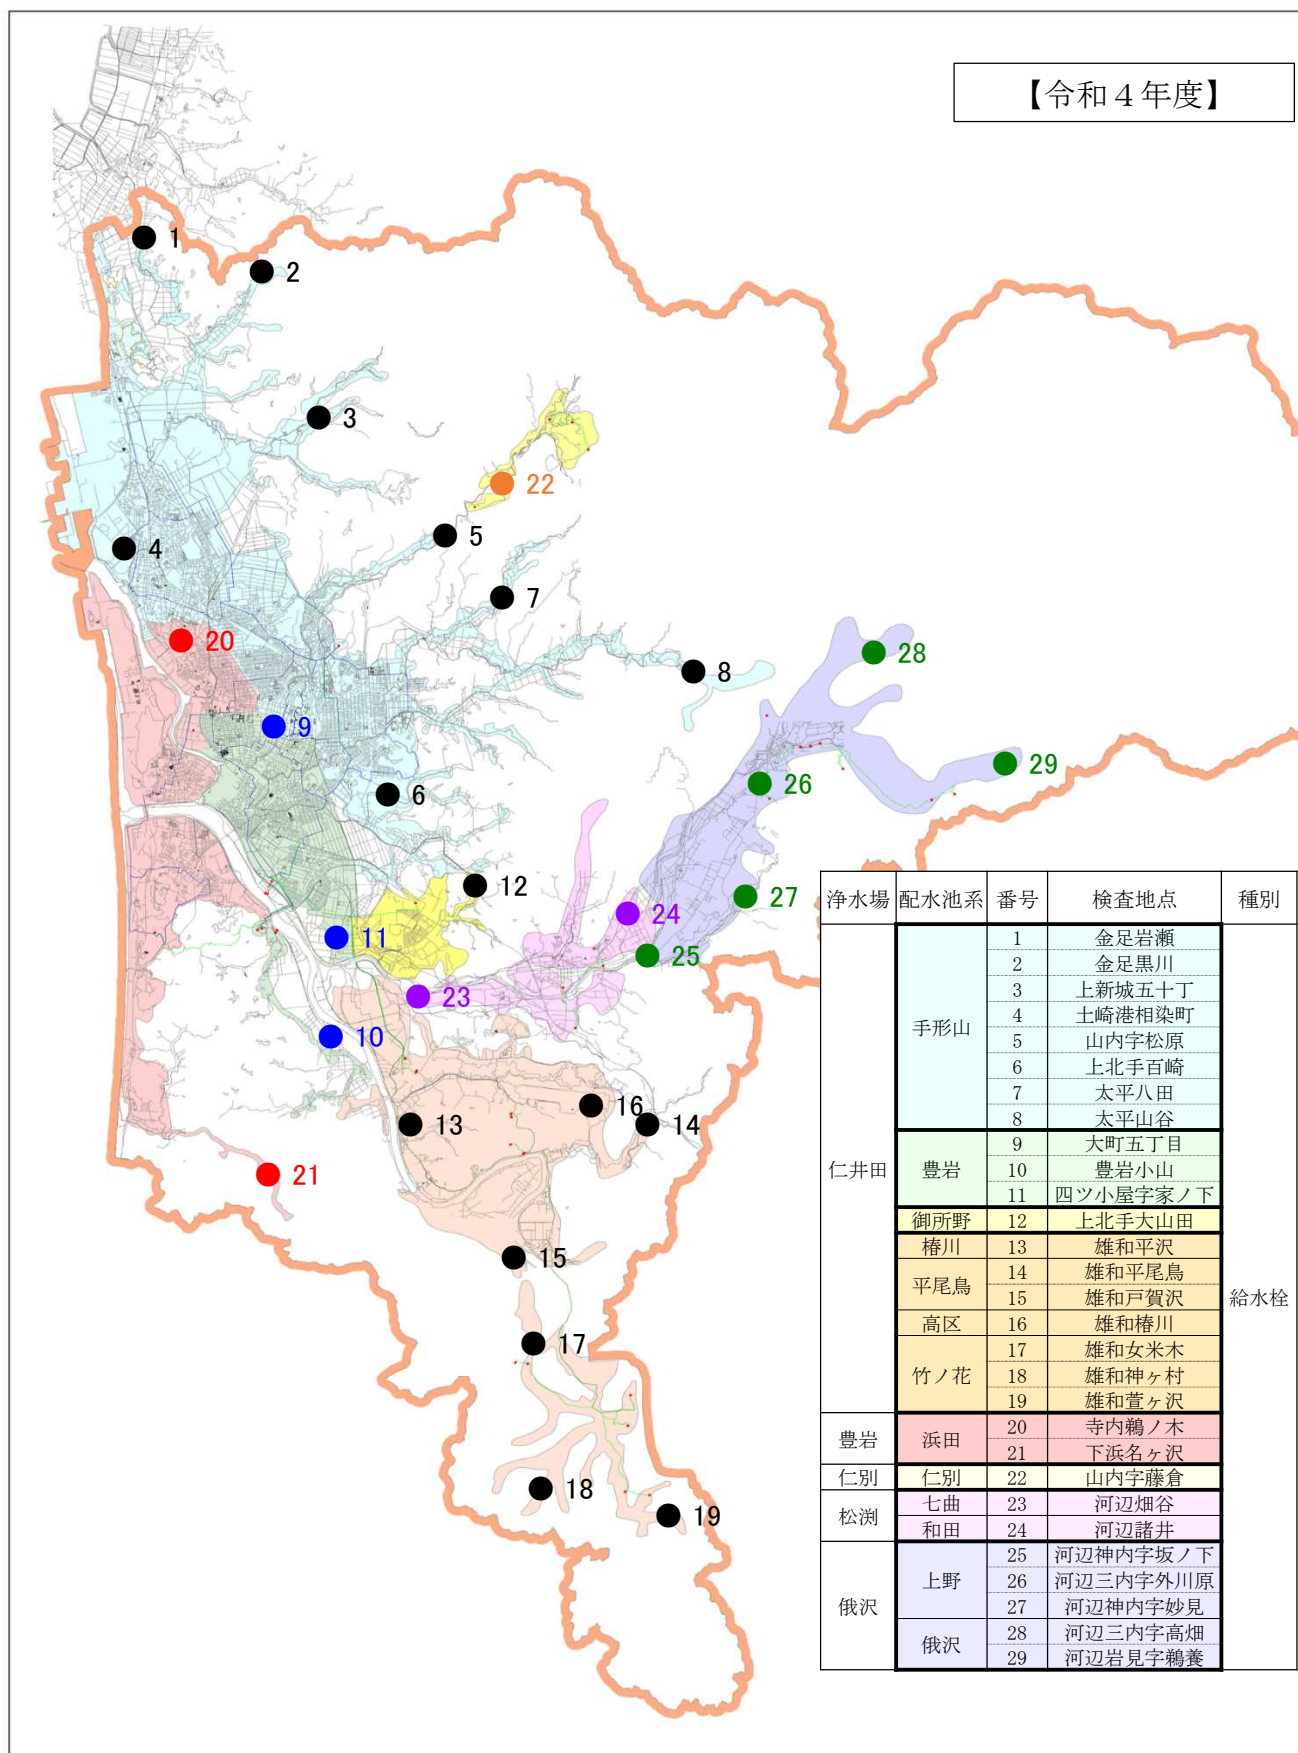 【令和４年度】
1
2
3
22
5
4
7
20
28
8
9
29
26
6
12
27
24
11
25
23
10
16
13
14
21
15
17
18
19
浄水場 配水池系 番号 検査地点 種別
仁井田 手形山 1 金足岩瀬 給水栓
2 金足黒川
3 上新城五十丁
4 土崎港相染町
5 山内字松原
6 上北手百崎
7 太平八田
8 太平山谷
豊岩 9 大町五丁目
10 豊岩小山
11 四ツ小屋字家ノ下
御所野 12 上北手大山田
椿川 13 雄和平沢
平尾鳥 14 雄和平尾鳥
15 雄和戸賀沢
高区 16 雄和椿川
竹ノ花 17 雄和女米木
18 雄和神ヶ村
19 雄和萱ヶ沢
豊岩 浜田 20 寺内鵜ノ木
21 下浜名ヶ沢
仁別 仁別 22 山内字藤倉
松渕 七曲 23 河辺畑谷
和田 24 河辺諸井
俄沢 上野 25 河辺神内字坂ノ下
26 河辺三内字外川原
27 河辺神内字妙見
俄沢 28 河辺三内字高畑
29 河辺岩見字鵜養